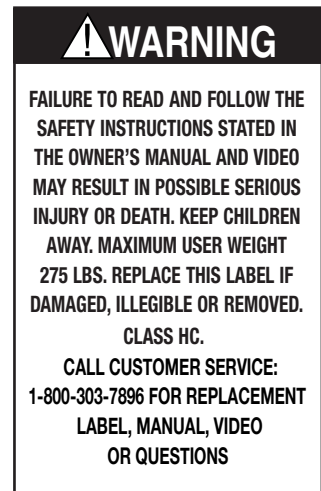 WARNING
FAILURE TO READ AND FOLLOW THE
SAFETY INSTRUCTIONS STATED IN
THE OWNER'S MANUAL AND VIDEO
MAY RESULT IN POSSIBLE SERIOUS
INJURY OR DEATH. KEEP CHILDREN
AWAY. MAXIMUM USER WEIGHT
275 LBS. REPLACE THIS LABEL IF
DAMAGED, ILLEGIBLE OR REMOVED.
CLASS HC.
CALL CUSTOMER SERVICE:
1-800-303-7896 FOR REPLACEMENT
LABEL, MANUAL, VIDEO
OR QUESTIONS